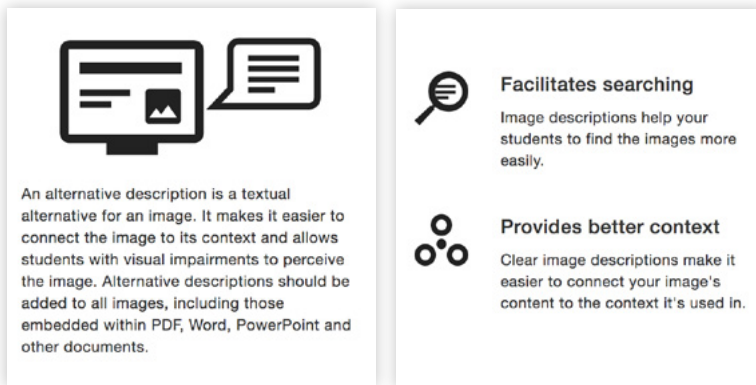 An alternative description is a textual
alternative for an image. It makes it easier to
connect the image to its context and allows
students with visual impairments to perceive
the image. Alternative descriptions should be
added to all images, including those
embedded within PDF, Word, PowerPoint and
other documents.
Facilitates searching
Image descriptions help your
students to find the images more
easily.
Provides better context
Clear image descriptions make it
easier to connect your image's
content to the context it's used in.